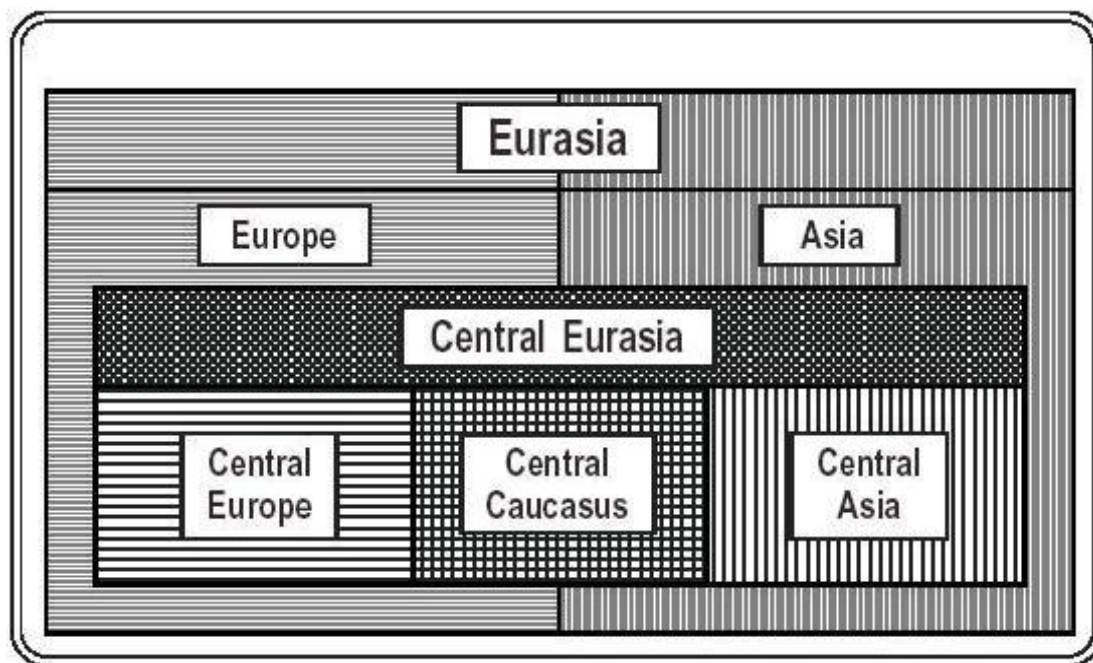 Eurasia
Europe
Asia
Central Eurasia
Central
Europe
Central
Caucasus
Central
Asia